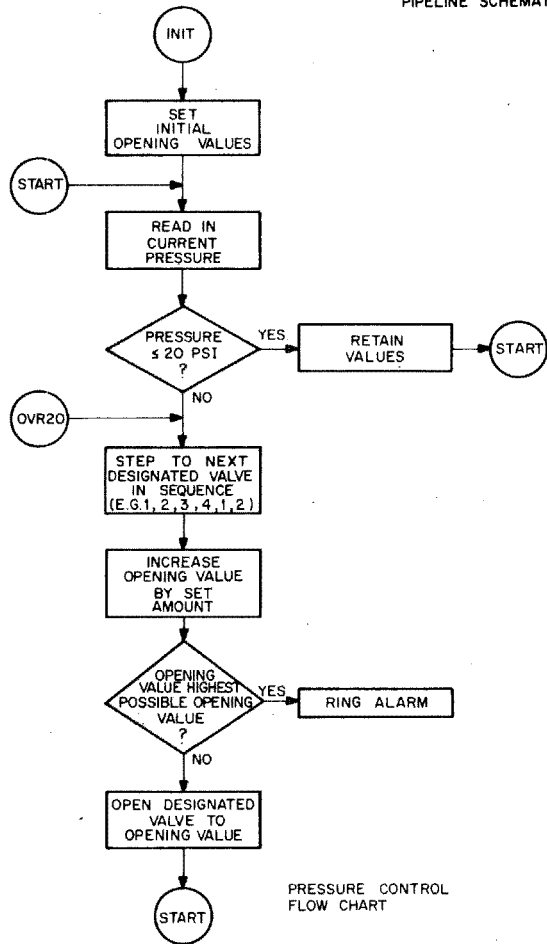 PIPELINE SCHEMAT
INIT
SET
INITIAL
OPENING VALUES
START
READ IN
CURRENT
PRESSURE
PRESSURE
≤ 20 PSI
?
YES
RETAIN
VALUES
START
NO
OVR20
STEP TO NEXT
DESIGNATED VALVE
IN SEQUENCE
(E.G.1,2,3,4,1,2)
INCREASE
OPENING VALUE
BY SET
AMOUNT
OPENING
VALUE HIGHEST
POSSIBLE OPENING
VALUE
?
YES
RING ALARM
NO
OPEN DESIGNATED
VALVE TO
OPENING VALUE
START
PRESSURE CONTROL
FLOW CHART